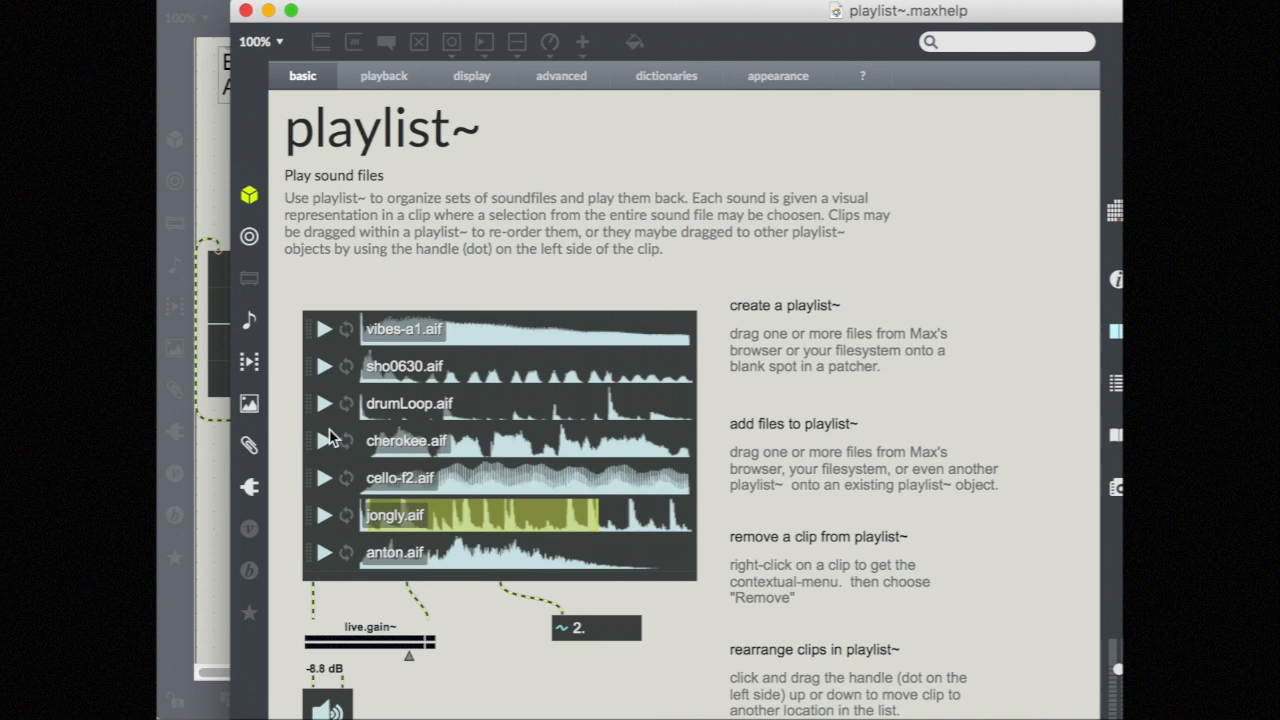 playlist~.maxhelp
100%
100%
basic playback display advanced dictionaries appearance ?
playlist~
Play sound files
Use playlist~ to organize sets of soundfiles and play them back. Each sound is given a visual
representation in a clip where a selection from the entire sound file may be choosen. Clips may
be dragged within a playlist~ to re-order them, or they maybe dragged to other playlist~
objects by using the handle (dot) on the left side of the clip.
vibes-a1.aif
sho0630.aif
drumLoop.aif
cherokee.aif
cello-f2.aif
jongly.aif
anton.aif
live.gain~
-8.8 dB
~ 2.
create a playlist~
drag one or more files from Max's
browser or your filesystem onto a
blank spot in a patcher.
add files to playlist~
drag one or more files from Max's
browser, your filesystem, or even another
playlist~ onto an existing playlist~ object.
remove a clip from playlist~
right-click on a clip to get the
contextual-menu. then choose
"Remove"
rearrange clips in playlist~
click and drag the handle (dot on the
left side) up or down to move clip to
another location in the list.